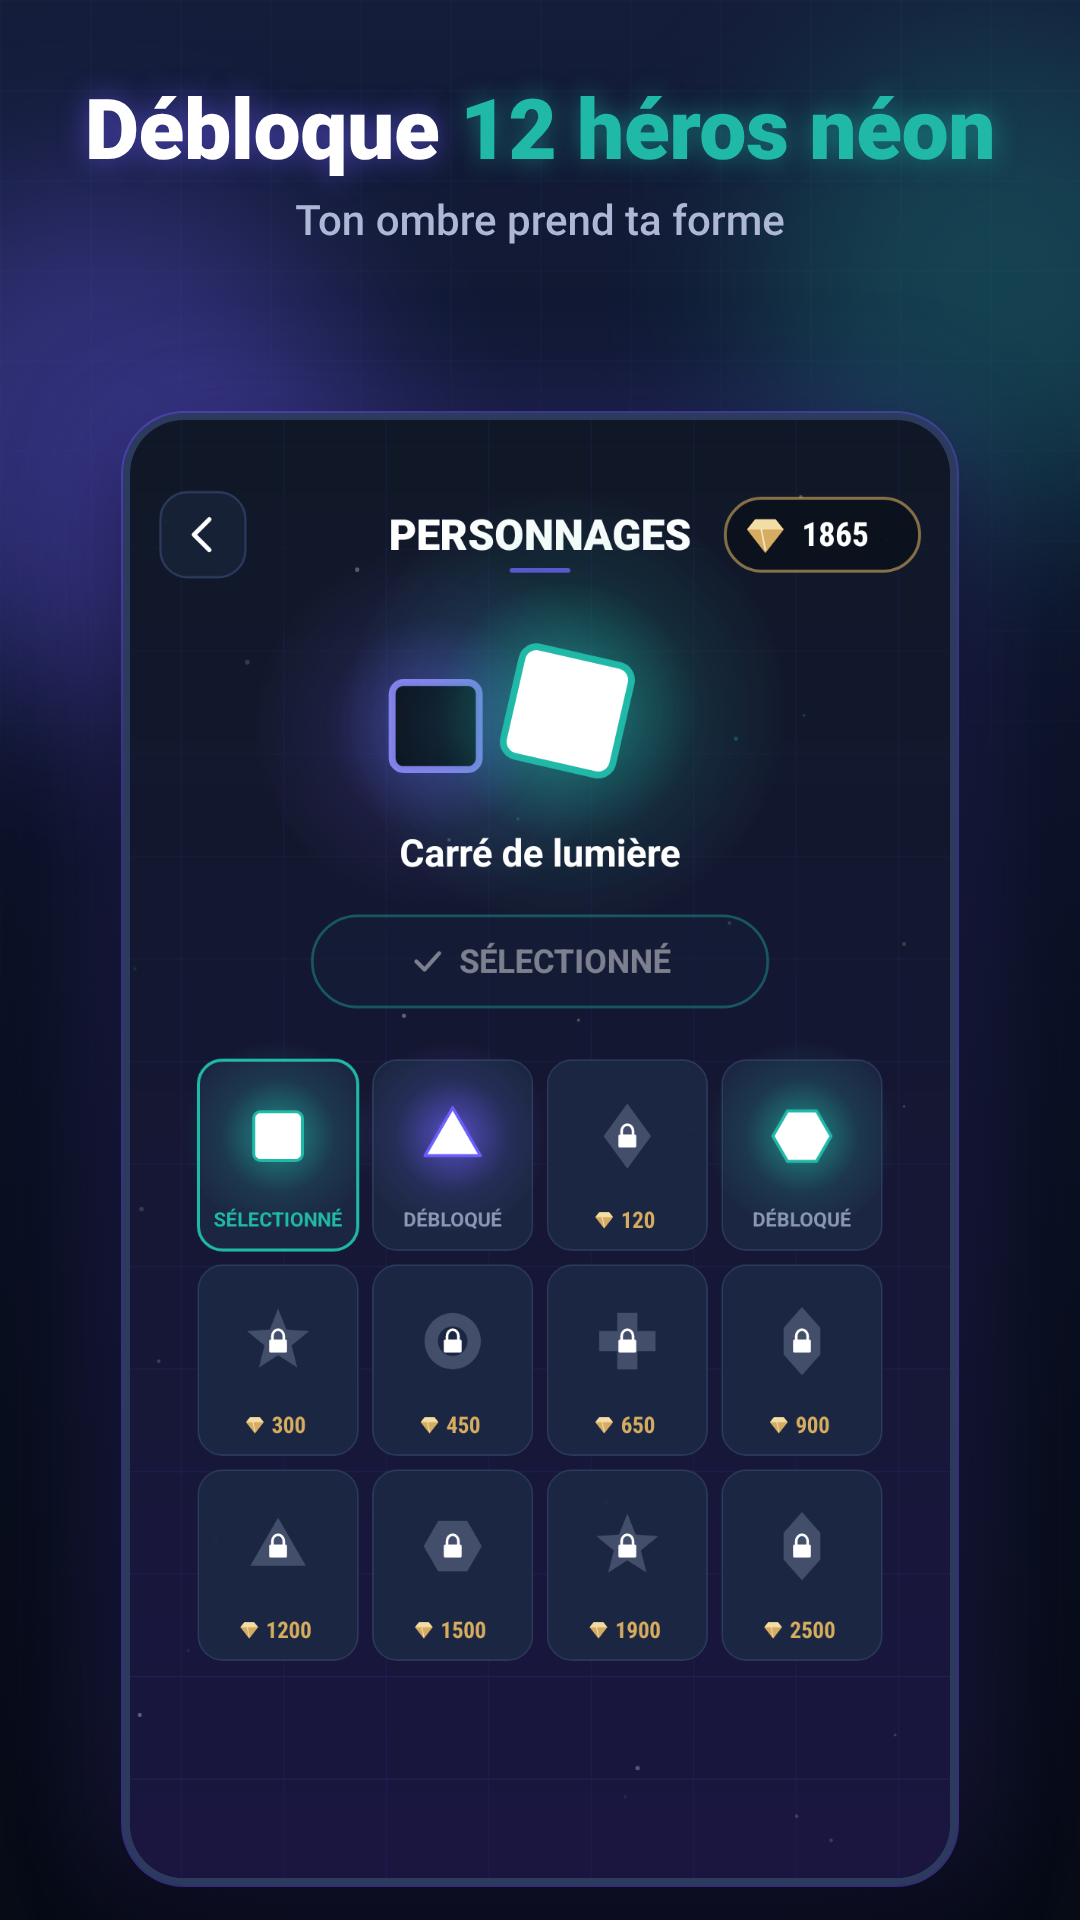 Débloque 12 héros néon
Ton ombre prend ta forme
PERSONNAGES
1865
Carré de lumière
SÉLECTIONNÉ
SÉLECTIONNÉ
DÉBLOQUÉ
120
DÉBLOQUÉ
300
450
650
900
1200
1500
1900
2500